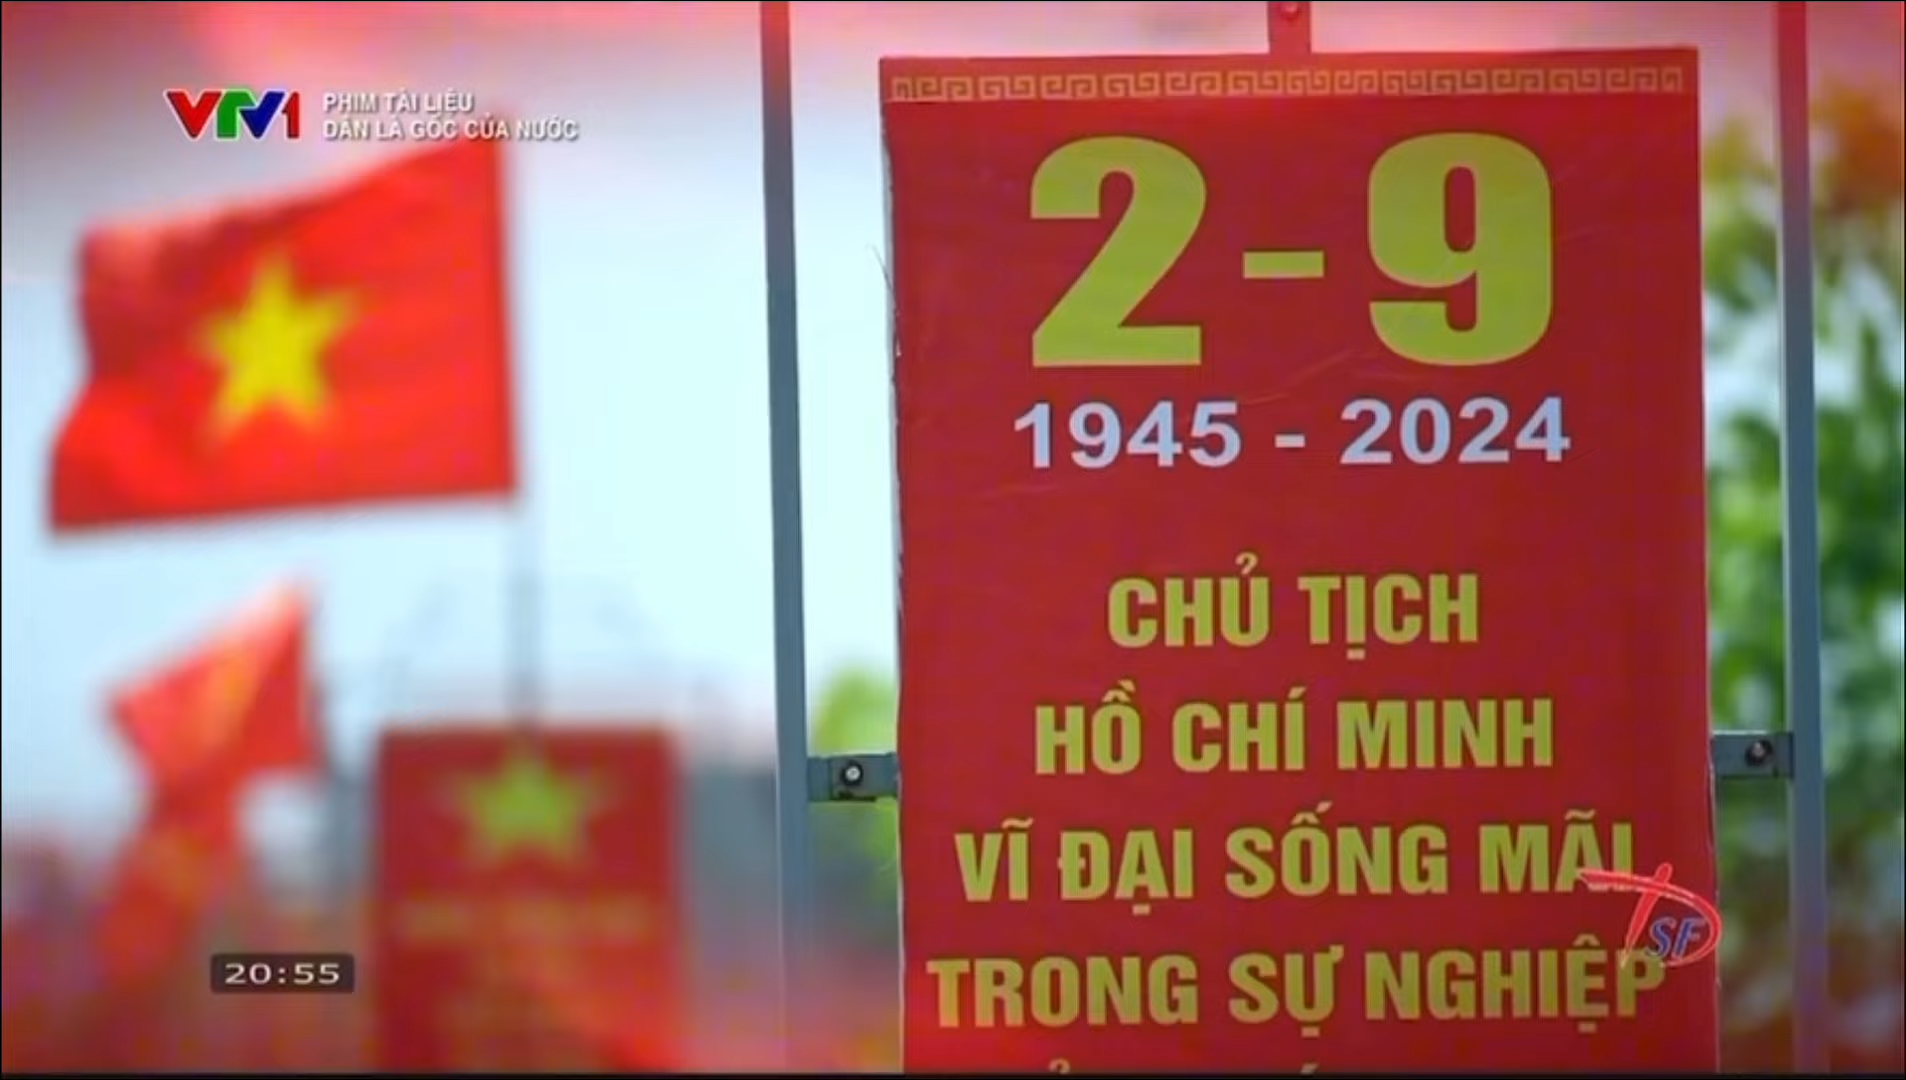 VTV1
PHIM TÀI LIỆU
DÂN LÀ GỐC CỦA NƯỚC
2-9
1945 - 2024
CHỦ TỊCH
HỒ CHÍ MINH
VĨ ĐẠI SỐNG MÃI
TRONG SỰ NGHIỆP
SF
20:55